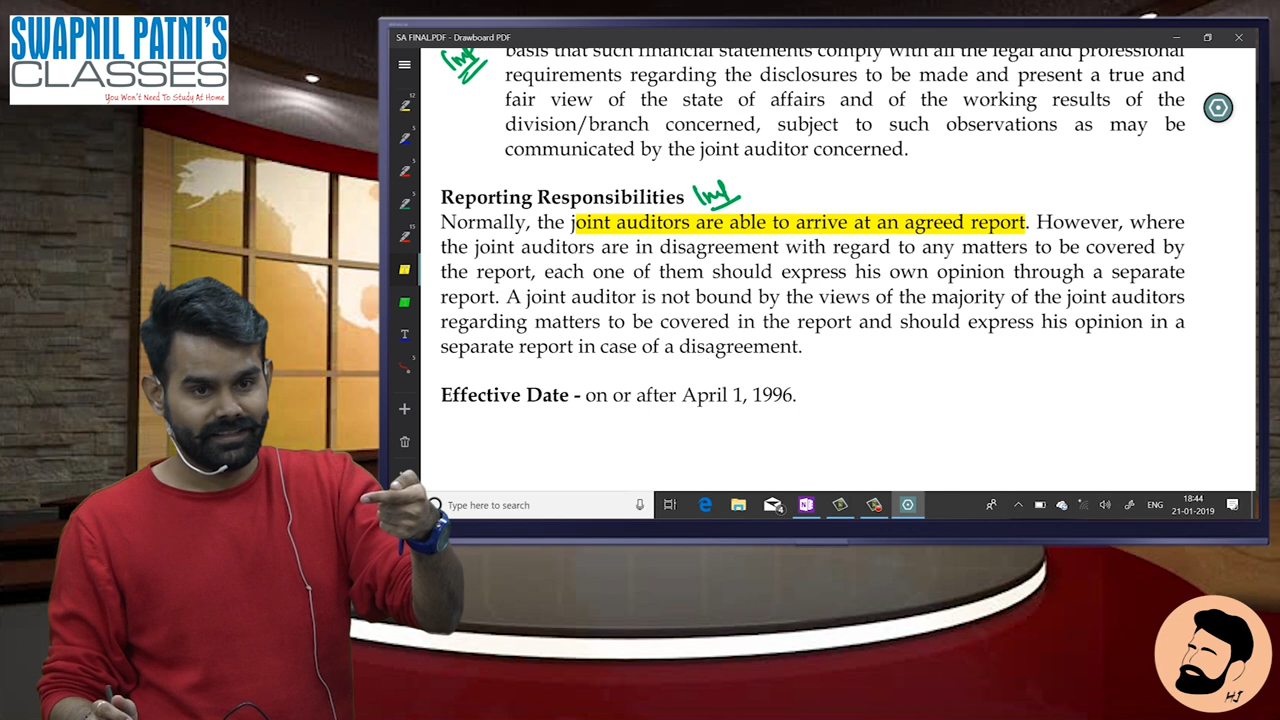 SWAPNIL PATNI'S
CLASSES
You Won't Need To Study At Home
SA FINAL.PDF - Drawboard PDF
basis that such financial statements comply with all the legal and professional
requirements regarding the disclosures to be made and present a true and
fair view of the state of affairs and of the working results of the
division/branch concerned, subject to such observations as may be
communicated by the joint auditor concerned.
Imp
Reporting Responsibilities Imp
Normally, the joint auditors are able to arrive at an agreed report. However, where
the joint auditors are in disagreement with regard to any matters to be covered by
the report, each one of them should express his own opinion through a separate
report. A joint auditor is not bound by the views of the majority of the joint auditors
regarding matters to be covered in the report and should express his opinion in a
separate report in case of a disagreement.
Effective Date - on or after April 1, 1996.
Type here to search
4
ENG
18:44
21-01-2019
HJ